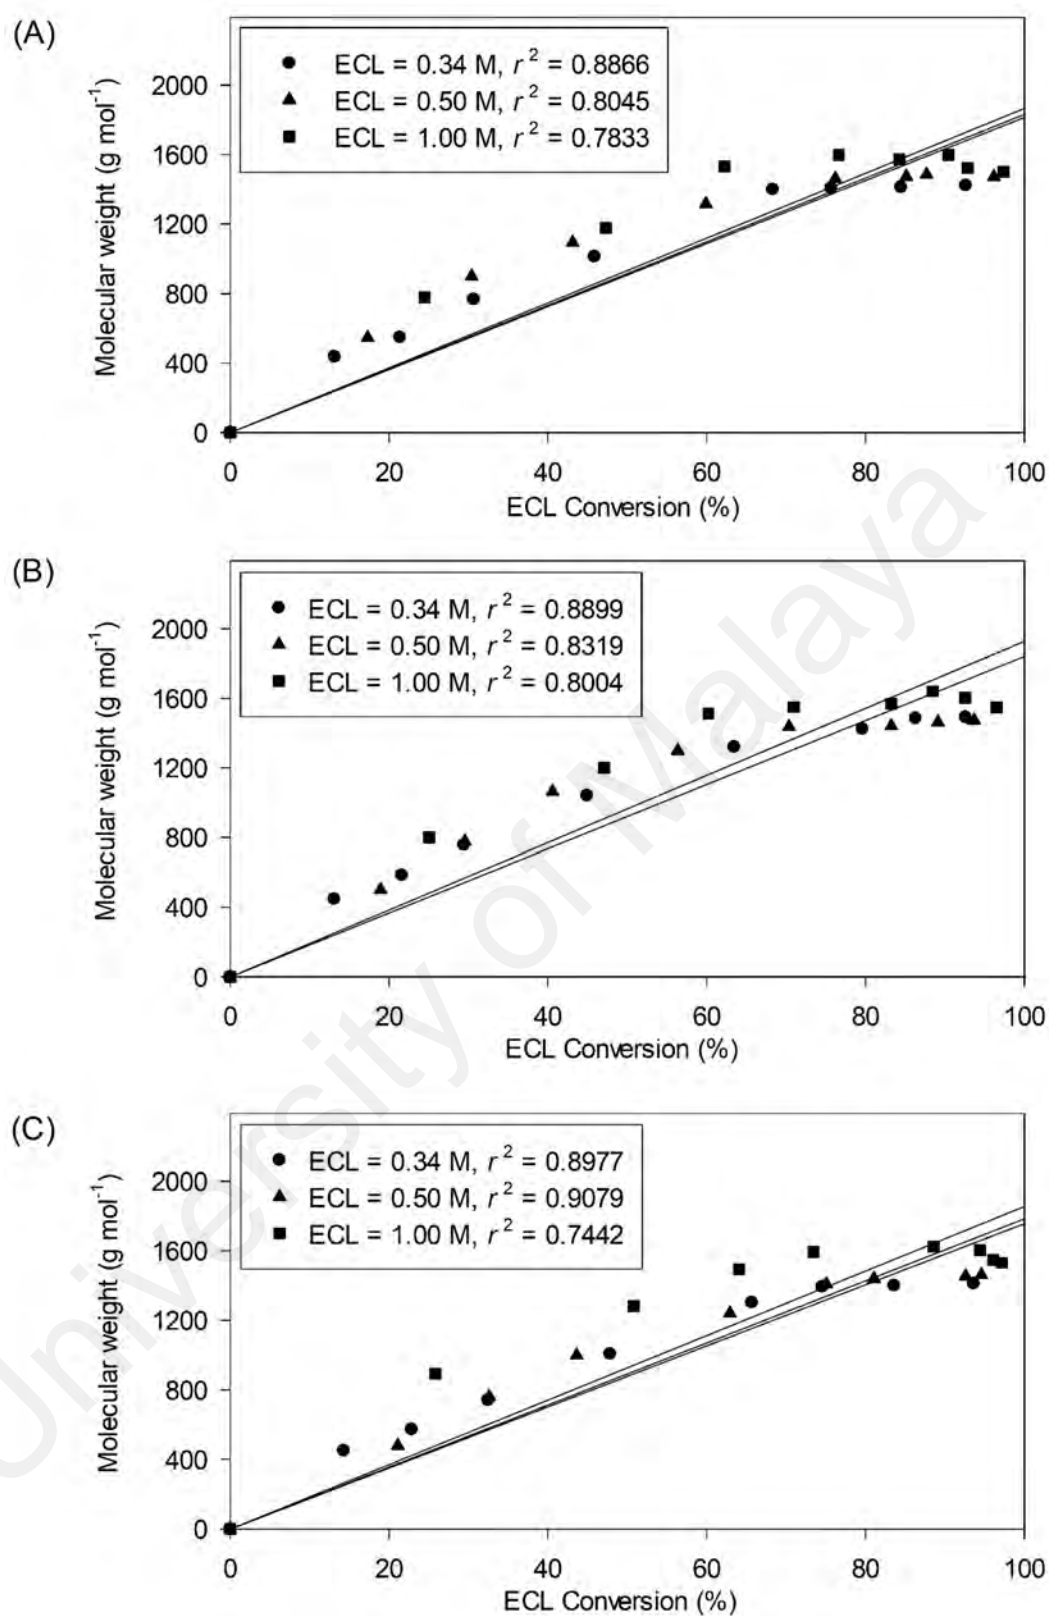 (A)
ECL = 0.34 M, r² = 0.8866
ECL = 0.50 M, r² = 0.8045
ECL = 1.00 M, r² = 0.7833
Molecular weight (g mol⁻¹)
2000
1600
1200
800
400
0
0 20 40 60 80 100
ECL Conversion (%)
(B)
ECL = 0.34 M, r² = 0.8899
ECL = 0.50 M, r² = 0.8319
ECL = 1.00 M, r² = 0.8004
Molecular weight (g mol⁻¹)
2000
1600
1200
800
400
0
0 20 40 60 80 100
ECL Conversion (%)
(C)
ECL = 0.34 M, r² = 0.8977
ECL = 0.50 M, r² = 0.9079
ECL = 1.00 M, r² = 0.7442
Molecular weight (g mol⁻¹)
2000
1600
1200
800
400
0
0 20 40 60 80 100
ECL Conversion (%)
University of Malaya